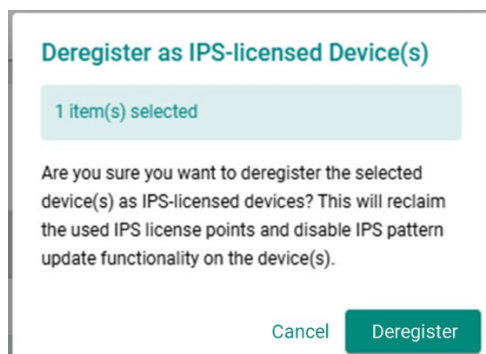 Deregister as IPS-licensed Device(s)
1 item(s) selected
Are you sure you want to deregister the selected
device(s) as IPS-licensed devices? This will reclaim
the used IPS license points and disable IPS pattern
update functionality on the device(s).
Cancel Deregister